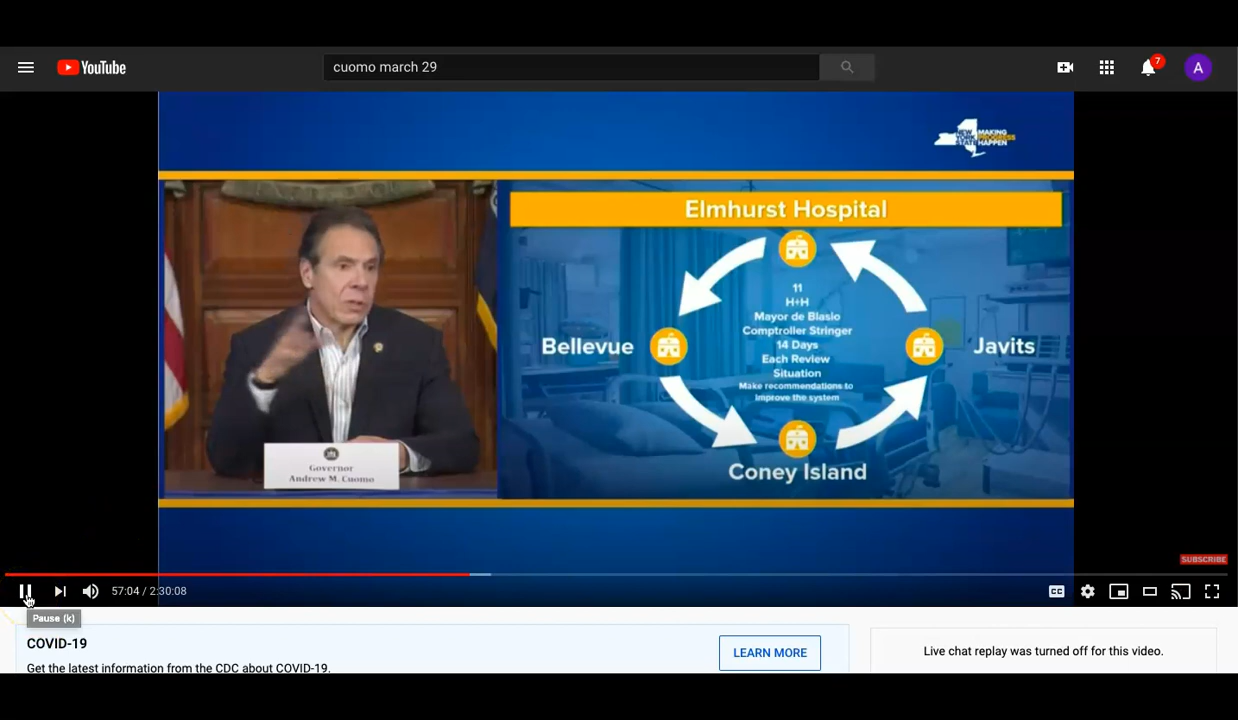 YouTube
cuomo march 29
7
A
NEW YORK STATE
MAKING
PROGRESS
HAPPEN
Elmhurst Hospital
11
H+H
Mayor de Blasio
Comptroller Stringer
14 Days
Each Review
Situation
Make recommendations to
improve the system
Bellevue
Javits
Coney Island
Governor
Andrew M. Cuomo
SUBSCRIBE
57:04 / 2:30:08
CC
Pause (k)
COVID-19
Get the latest information from the CDC about COVID-19.
LEARN MORE
Live chat replay was turned off for this video.